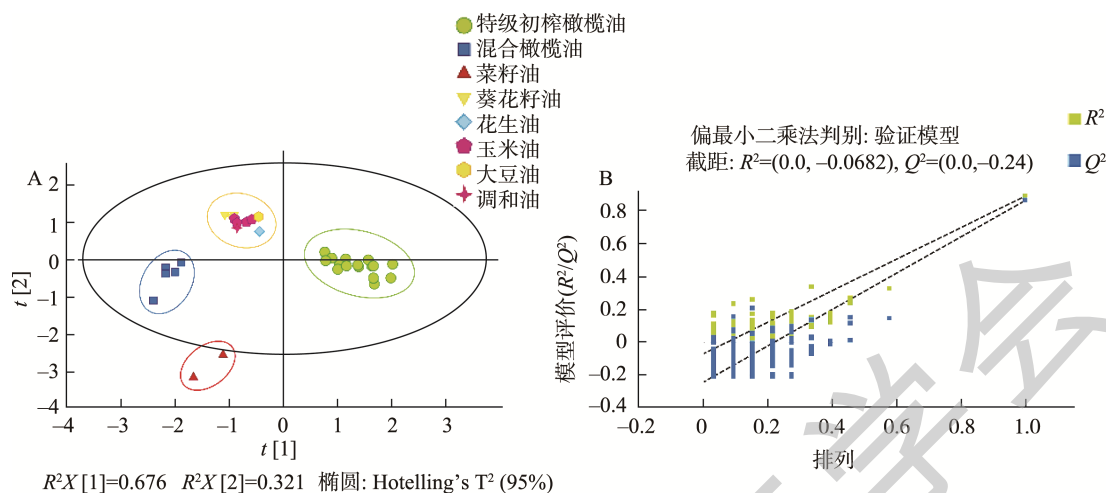 特级初榨橄榄油
混合橄榄油
菜籽油
葵花籽油
花生油
玉米油
大豆油
调和油
A
2
1
0
−1
−2
−3
−4
t [2]
−4 −3 −2 −1 0 1 2 3
t [1]
R²X [1]=0.676 R²X [2]=0.321 椭圆: Hotelling's T² (95%)
R²
Q²
偏最小二乘法判别: 验证模型
截距: R²=(0.0, −0.0682), Q²=(0.0,−0.24)
B
0.8
0.6
0.4
0.2
0
−0.2
−0.4
模型评价(R²/Q²)
−0.2 0 0.2 0.4 0.6 0.8 1.0
排列
学会